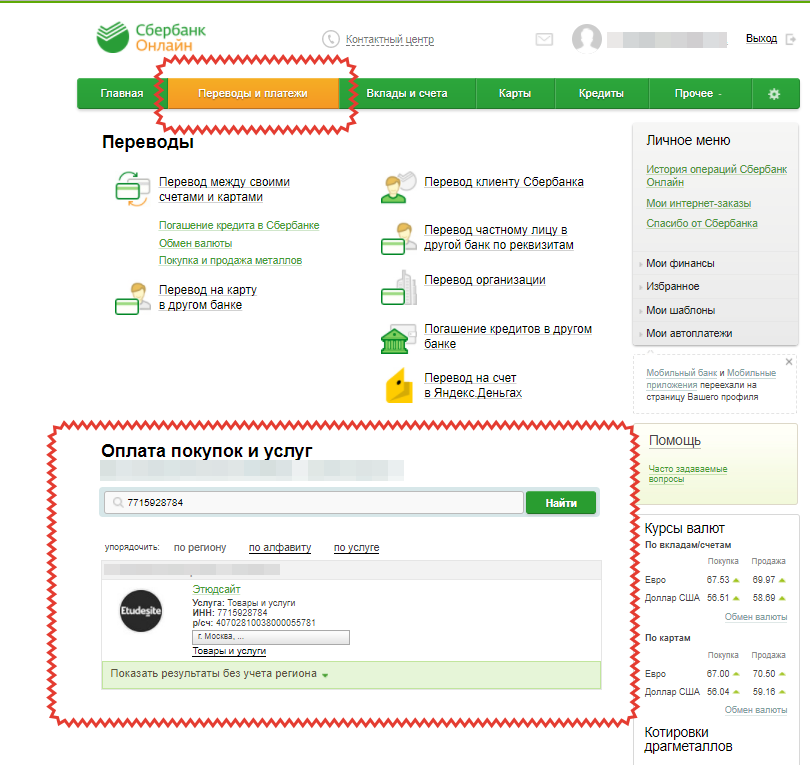 Сбербанк
Онлайн
Контактный центр
Выход
Главная
Переводы и платежи
Вклады и счета
Карты
Кредиты
Прочее
Переводы
Перевод между своими
счетами и картами
Погашение кредита в Сбербанке
Обмен валюты
Покупка и продажа металлов
Перевод на карту
в другом банке
Перевод клиенту Сбербанка
Перевод частному лицу в
другой банк по реквизитам
Перевод организации
Погашение кредитов в другом
банке
Перевод на счет
в Яндекс.Деньгах
Личное меню
История операций Сбербанк
Онлайн
Мои интернет-заказы
Спасибо от Сбербанка
Мои финансы
Избранное
Мои шаблоны
Мои автоплатежи
Мобильный банк и Мобильные
приложения переехали на
страницу Вашего профиля
Помощь
Часто задаваемые
вопросы
Оплата покупок и услуг
7715928784
Найти
упорядочить: по региону по алфавиту по услуге
Etudesite
Этюдсайт
Услуга: Товары и услуги
ИНН: 7715928784
р/сч: 40702810038000055781
г. Москва, ...
Товары и услуги
Показать результаты без учета региона
Курсы валют
По вкладам/счетам
Покупка Продажа
Евро 67.53 69.97
Доллар США 56.51 58.69
Обмен валюты
По картам
Покупка Продажа
Евро 67.00 70.50
Доллар США 56.04 59.16
Обмен валюты
Котировки
драгметаллов